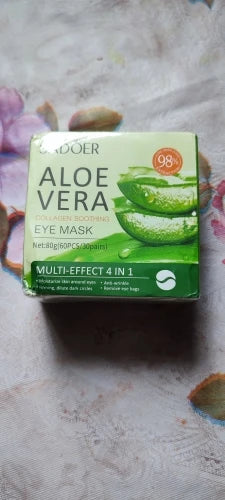 SADOER
98%
ALOE
VERA
COLLAGEN SOOTHING
EYE MASK
Net:80g(60PCS/30pairs)
MULTI-EFFECT 4 IN 1
• Moisturize skin around eyes
• Anti-wrinkle
dilute dark circles
• Remove eye bags